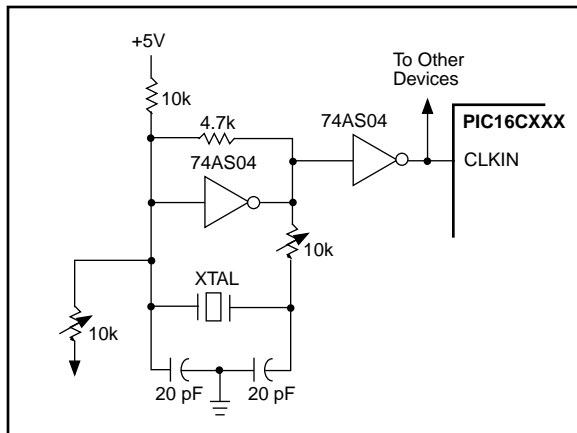 +5V
To Other
Devices
10k
4.7k
74AS04
PIC16CXXX
74AS04
CLKIN
10k
XTAL
10k
20 pF
20 pF